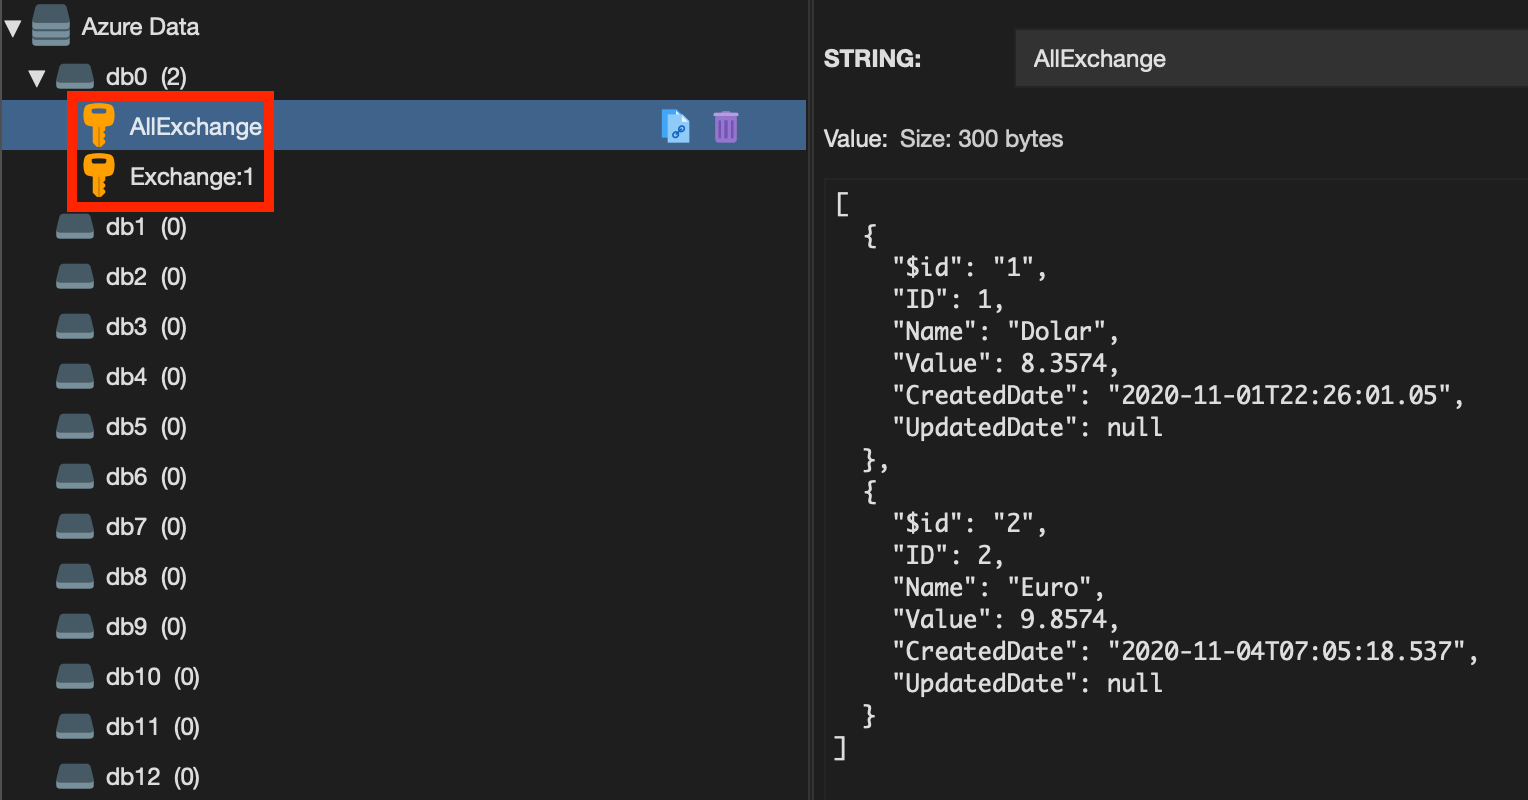 Azure Data
db0 (2)
AllExchange
Exchange:1
db1 (0)
db2 (0)
db3 (0)
db4 (0)
db5 (0)
db6 (0)
db7 (0)
db8 (0)
db9 (0)
db10 (0)
db11 (0)
db12 (0)
STRING: AllExchange
Value: Size: 300 bytes
[
{
"$id": "1",
"ID": 1,
"Name": "Dolar",
"Value": 8.3574,
"CreatedDate": "2020-11-01T22:26:01.05",
"UpdatedDate": null
},
{
"$id": "2",
"ID": 2,
"Name": "Euro",
"Value": 9.8574,
"CreatedDate": "2020-11-04T07:05:18.537",
"UpdatedDate": null
}
]